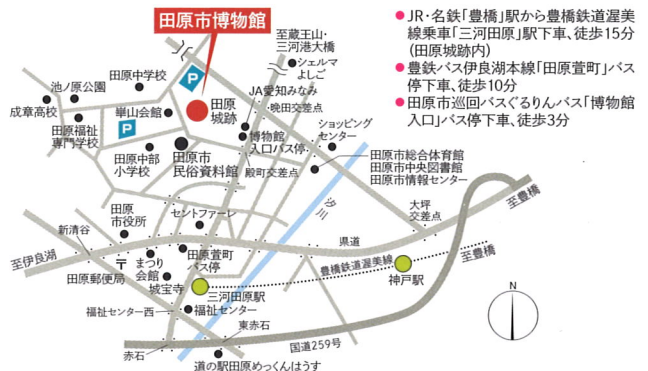 田原市博物館
●JR・名鉄「豊橋」駅から豊橋鉄道渥美
線乗車「三河田原」駅下車、徒歩15分
(田原城跡内)
●豊鉄バス伊良湖本線「田原萱町」バス
停下車、徒歩10分
●田原市巡回バスぐるりんバス「博物館
入口」バス停下車、徒歩3分
至蔵王山・
三河港大橋
シェルマ
よしご
田原中学校
P
池ノ原公園
JA愛知みなみ
成章高校
崋山会館
田原
城跡
晩田交差点
P
田原福祉
専門学校
博物館
入口バス停
ショッピング
センター
田原中部
小学校
田原市
民俗資料館
殿町交差点
田原市総合体育館
田原市中央図書館
田原市情報センター
汐川
大坪
交差点
至豊橋
田原
市役所
セントファーレ
新清谷
県道
至伊良湖
田原萱町
バス停
至豊橋
豊橋鉄道渥美線
〒
田原郵便局
まつり
会館
城宝寺
神戸駅
三河田原駅
福祉センター西
福祉センター
東赤石
国道259号
赤石
道の駅田原めっくんはうす